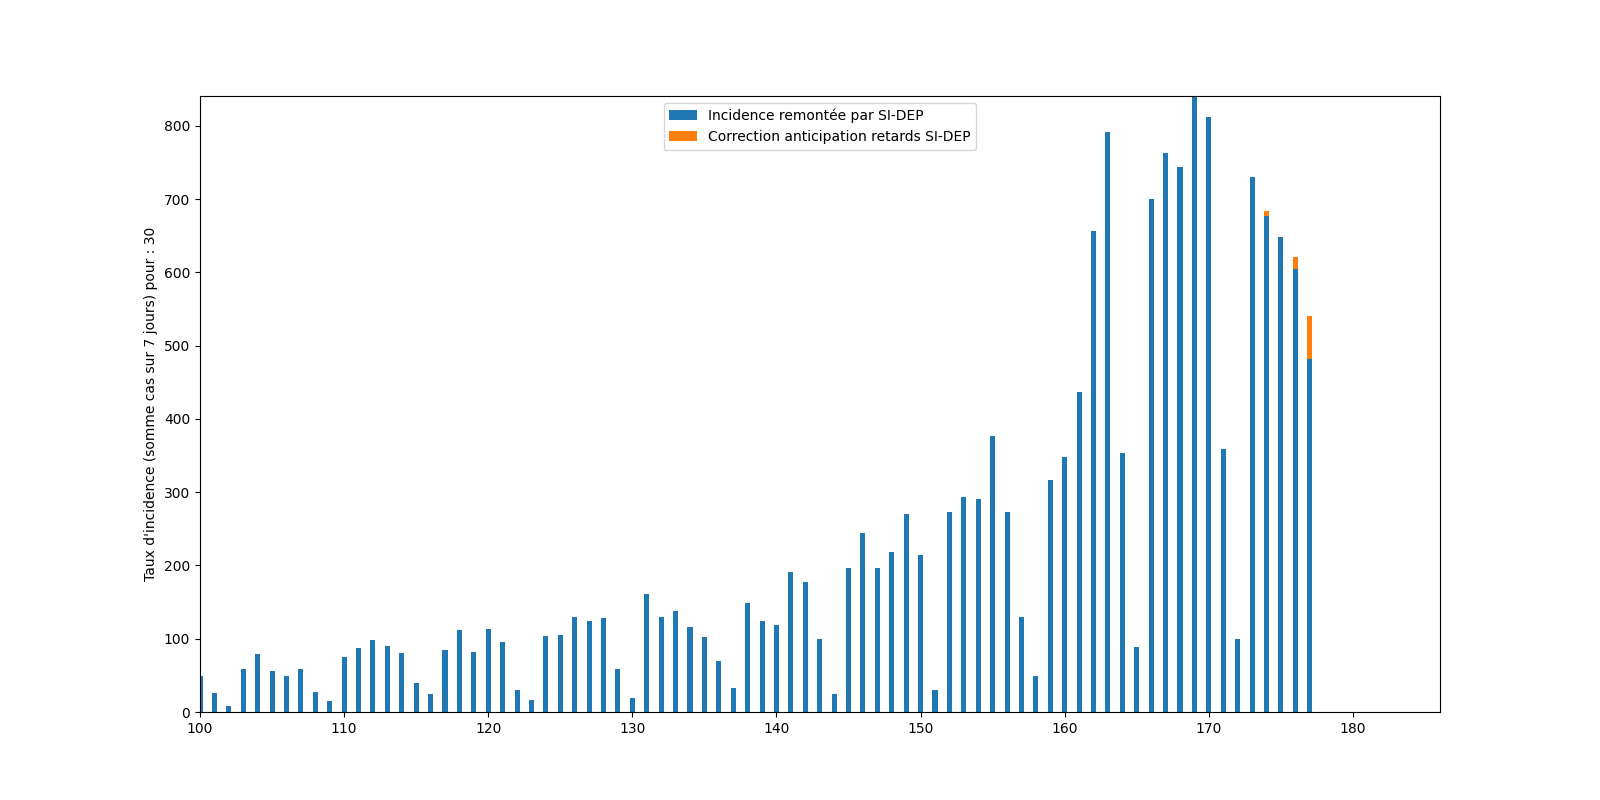 Incidence remontée par SI-DEP
Correction anticipation retards SI-DEP
Taux d'incidence (somme cas sur 7 jours) pour : 30
800
700
600
500
400
300
200
100
0
100 110 120 130 140 150 160 170 180